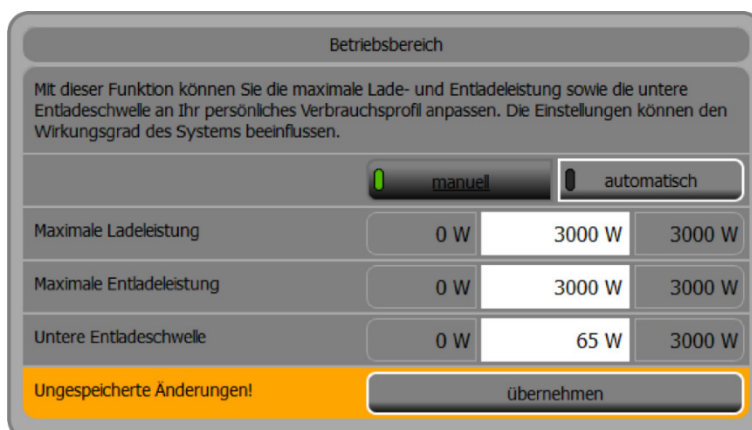 Betriebsbereich
Mit dieser Funktion können Sie die maximale Lade- und Entladeleistung sowie die untere
Entladeschwelle an Ihr persönliches Verbrauchsprofil anpassen. Die Einstellungen können den
Wirkungsgrad des Systems beeinflussen.
manuell automatisch
Maximale Ladeleistung 0 W 3000 W 3000 W
Maximale Entladeleistung 0 W 3000 W 3000 W
Untere Entladeschwelle 0 W 65 W 3000 W
Ungespeicherte Änderungen! übernehmen